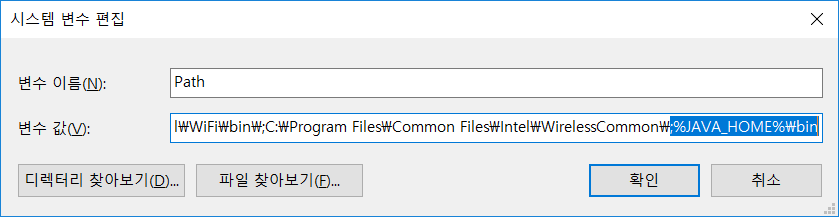 시스템 변수 편집
변수 이름(N): Path
변수 값(V): l₩WiFi₩bin₩;C:₩Program Files₩Common Files₩Intel₩WirelessCommon₩;%JAVA_HOME%₩bin
디렉터리 찾아보기(D)... 파일 찾아보기(F)... 확인 취소